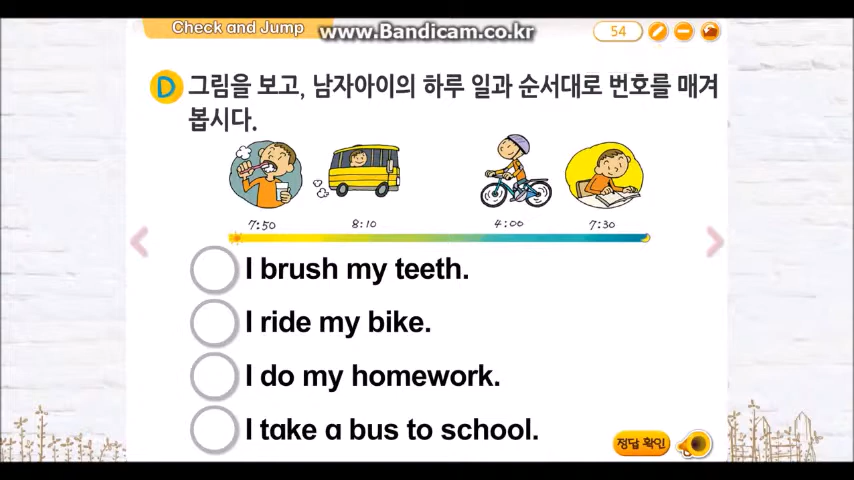 Check and Jump
www.Bandicam.co.kr
54
D 그림을 보고, 남자아이의 하루 일과 순서대로 번호를 매겨
봅시다.
7:50 8:10 4:00 7:30
I brush my teeth.
I ride my bike.
I do my homework.
I take a bus to school.
정답 확인